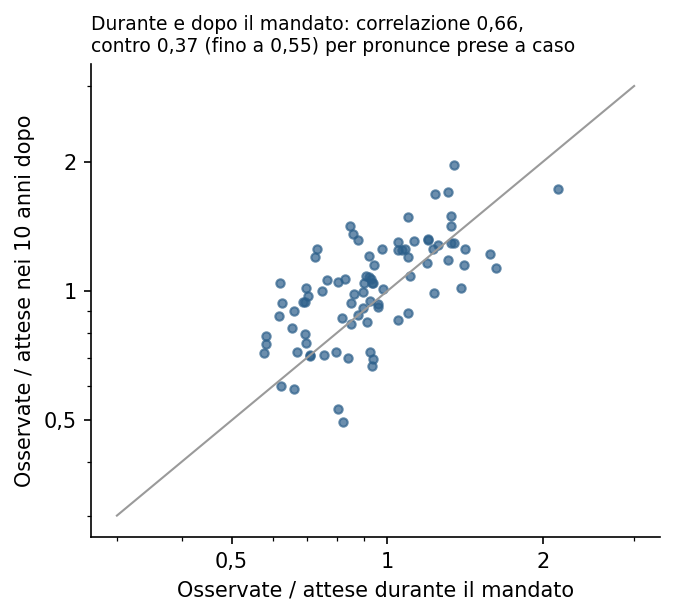 Durante e dopo il mandato: correlazione 0,66,
contro 0,37 (fino a 0,55) per pronunce prese a caso
Osservate / attese nei 10 anni dopo
2
1
0,5
0,5
1
2
Osservate / attese durante il mandato